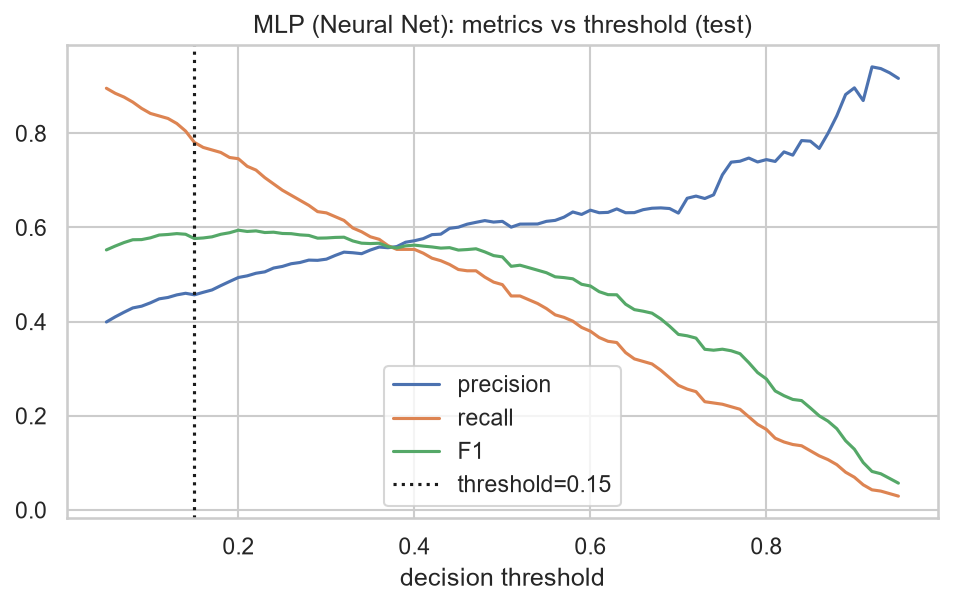 MLP (Neural Net): metrics vs threshold (test)
0.8
0.6
0.4
0.2
0.0
precision
recall
F1
threshold=0.15
0.2 0.4 0.6 0.8
decision threshold